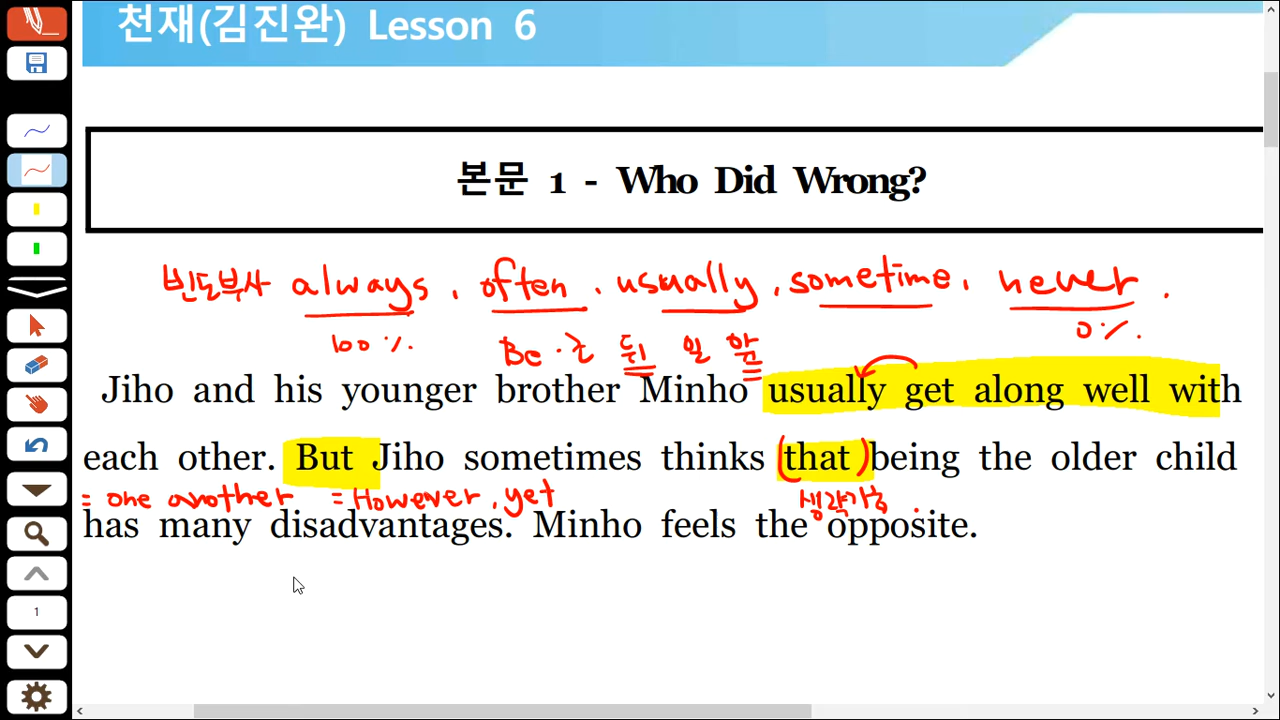 천재(김진완) Lesson 6
본문 1 - Who Did Wrong?
빈도부사 always, often, usually, sometime, never.
100 %. Be·조 뒤 일 앞 0 %.
Jiho and his younger brother Minho usually get along well with
each other. But Jiho sometimes thinks (that) being the older child
= one another = However, yet 생략가능
has many disadvantages. Minho feels the opposite.
1